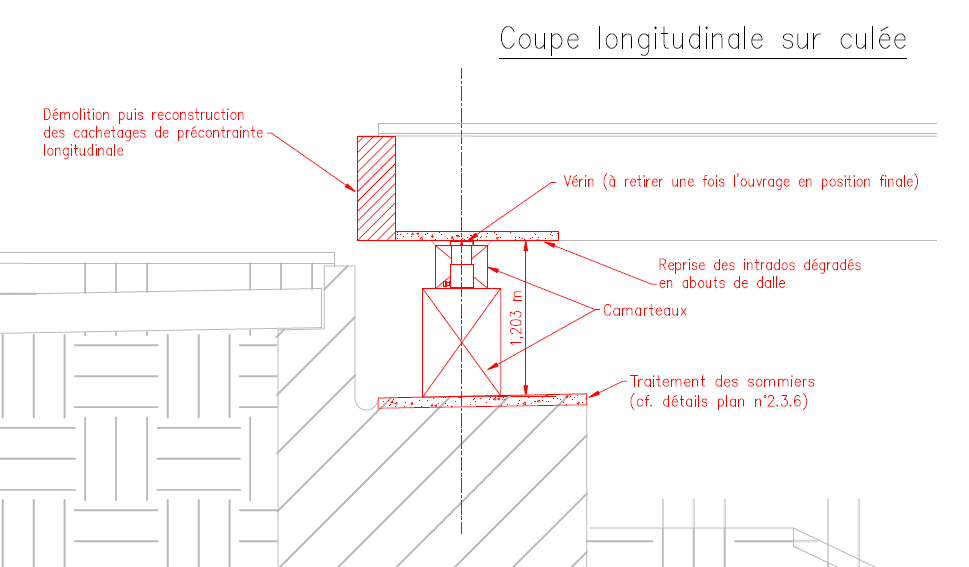 Coupe longitudinale sur culée
Démolition puis reconstruction
des cachetages de précontrainte
longitudinale
Vérin (à retirer une fois l'ouvrage en position finale)
Reprise des intrados dégradés
en abouts de dalle
Camarteaux
1,203 m
Traitement des sommiers
(cf. détails plan n°2.3.6)